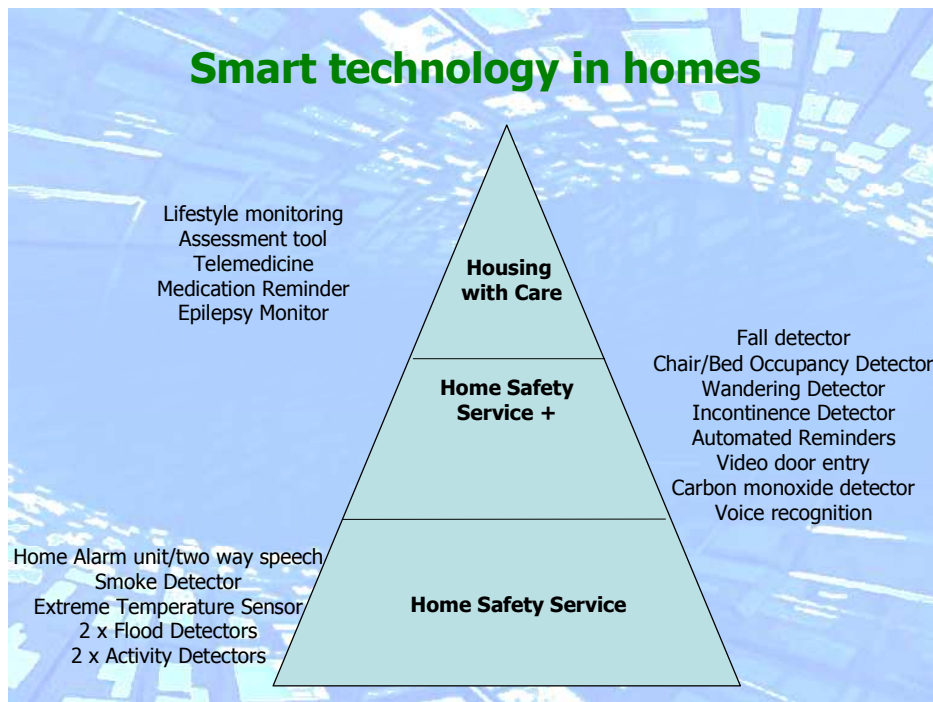 Smart technology in homes
Lifestyle monitoring
Assessment tool
Telemedicine
Medication Reminder
Epilepsy Monitor
Housing
with Care
Fall detector
Chair/Bed Occupancy Detector
Wandering Detector
Incontinence Detector
Automated Reminders
Video door entry
Carbon monoxide detector
Voice recognition
Home Safety
Service +
Home Alarm unit/two way speech
Smoke Detector
Extreme Temperature Sensor
2 x Flood Detectors
2 x Activity Detectors
Home Safety Service